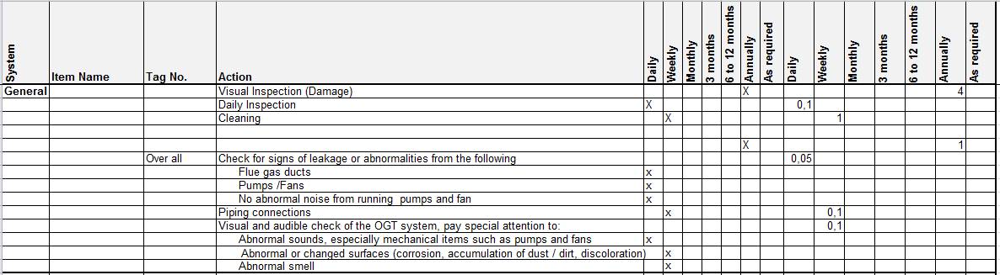 System Item Name Tag No. Action Daily Weekly Monthly 3 months 6 to 12 months Annually As required Daily Weekly Monthly 3 months 6 to 12 months Annually As required
General Visual Inspection (Damage) X 4
Daily Inspection X 0,1
Cleaning X 1
X 1
Over all Check for signs of leakage or abnormalities from the following 0,05
Flue gas ducts x
Pumps /Fans x
No abnormal noise from running pumps and fan x
Piping connections x 0,1
Visual and audible check of the OGT system, pay special attention to: 0,1
Abnormal sounds, especially mechanical items such as pumps and fans x
Abnormal or changed surfaces (corrosion, accumulation of dust / dirt, discoloration) x
Abnormal smell x